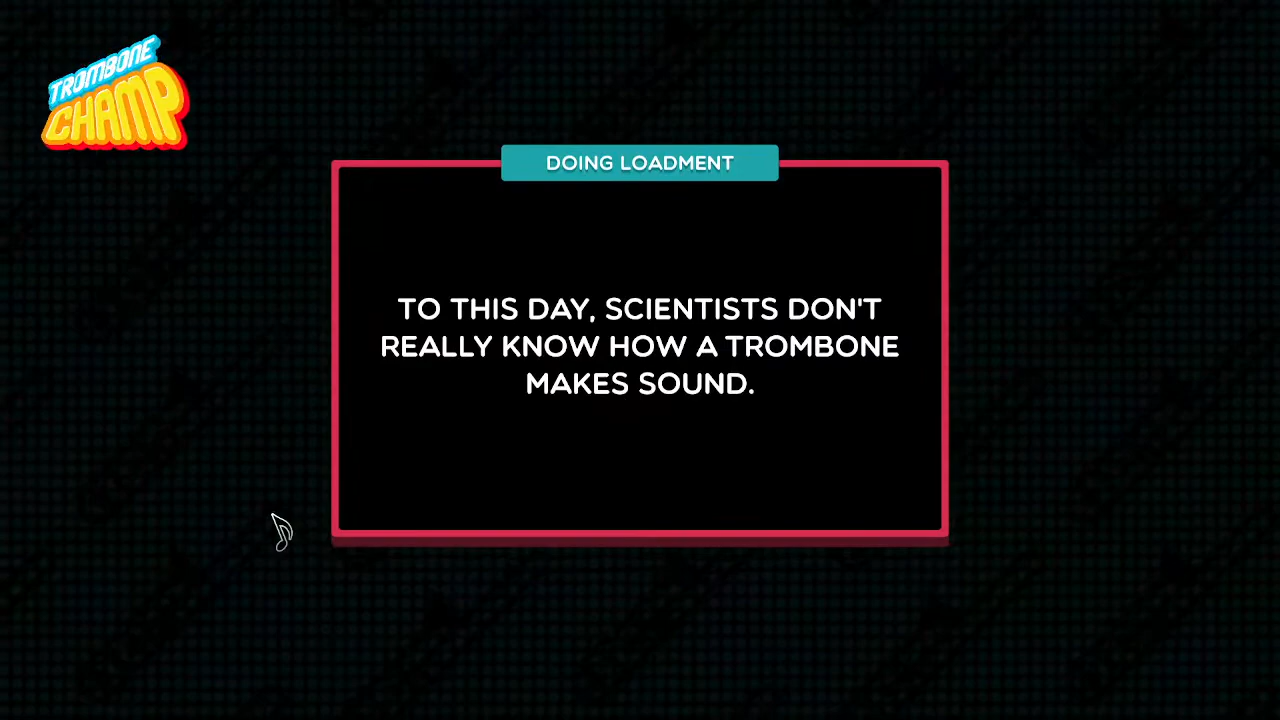 TROMBONE
CHAMP
DOING LOADMENT
TO THIS DAY, SCIENTISTS DON'T
REALLY KNOW HOW A TROMBONE
MAKES SOUND.